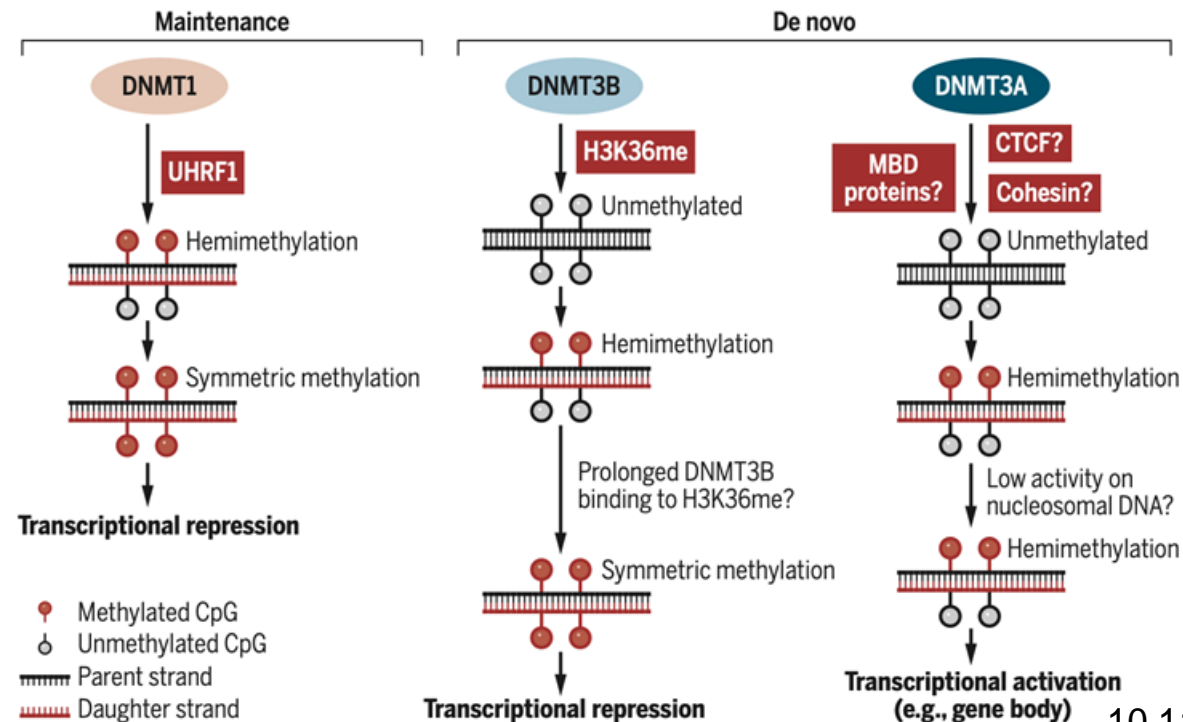 Maintenance
De novo
DNMT1
UHRF1
Hemimethylation
Symmetric methylation
Transcriptional repression
Methylated CpG
Unmethylated CpG
Parent strand
Daughter strand
DNMT3B
H3K36me
Unmethylated
Hemimethylation
Prolonged DNMT3B
binding to H3K36me?
Symmetric methylation
Transcriptional repression
DNMT3A
MBD
proteins?
CTCF?
Cohesin?
Unmethylated
Hemimethylation
Low activity on
nucleosomal DNA?
Hemimethylation
Transcriptional activation
(e.g., gene body)